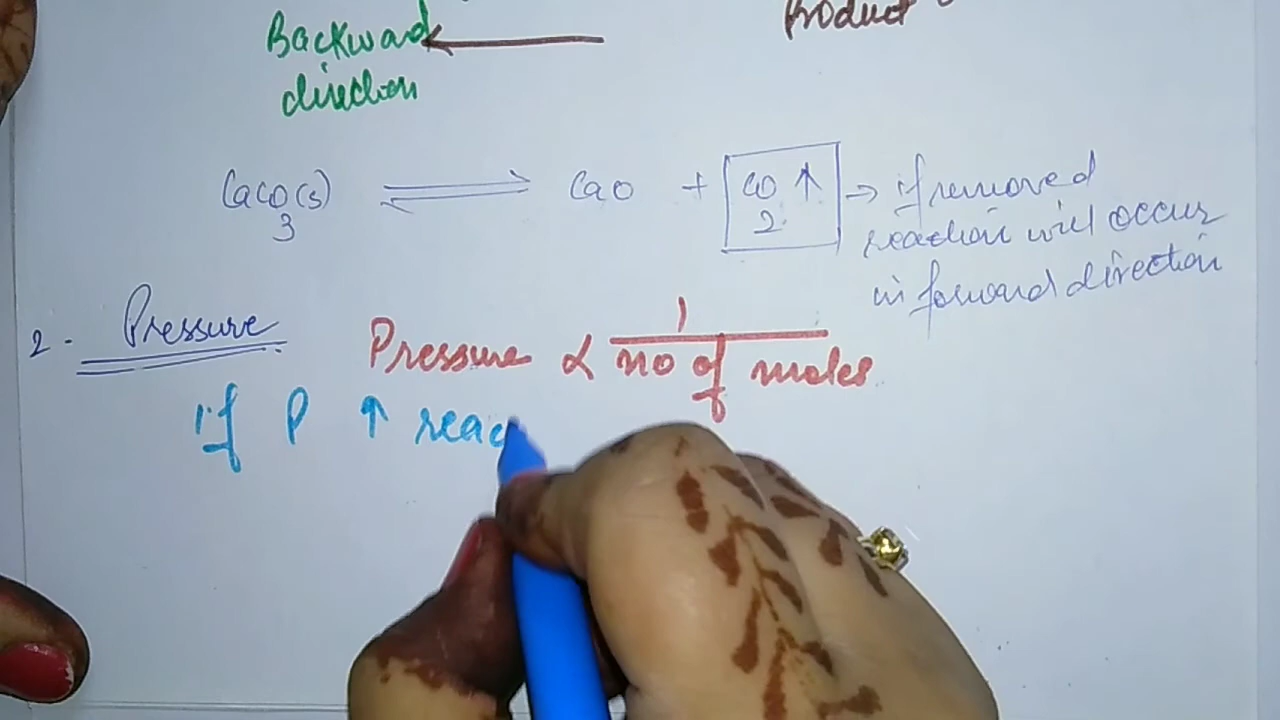 Product
Backward
direction
CaCO3(s) ⇌ CaO + CO2 ↑ → if removed
reaction will occur
in forward direction
2. Pressure
Pressure ∝ 1/no of moles
if P ↑ reac